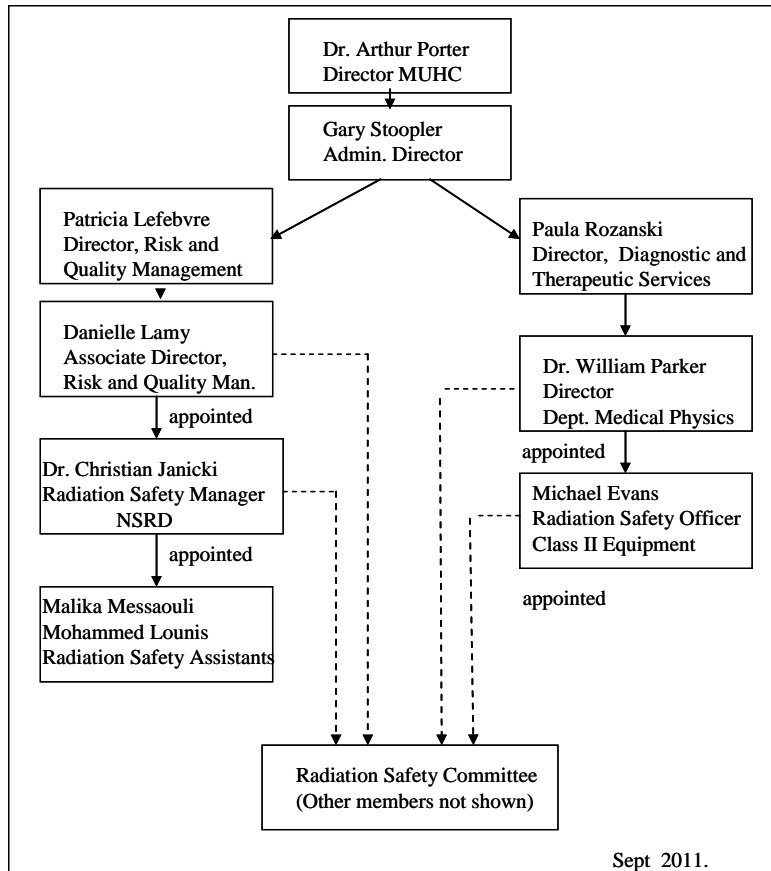 Dr. Arthur Porter
Director MUHC
Gary Stoopler
Admin. Director
Patricia Lefebvre
Director, Risk and
Quality Management
Paula Rozanski
Director, Diagnostic and
Therapeutic Services
Danielle Lamy
Associate Director,
Risk and Quality Man.
Dr. William Parker
Director
Dept. Medical Physics
appointed
appointed
Dr. Christian Janicki
Radiation Safety Manager
NSRD
Michael Evans
Radiation Safety Officer
Class II Equipment
appointed
appointed
Malika Messaouli
Mohammed Lounis
Radiation Safety Assistants
Radiation Safety Committee
(Other members not shown)
Sept 2011.